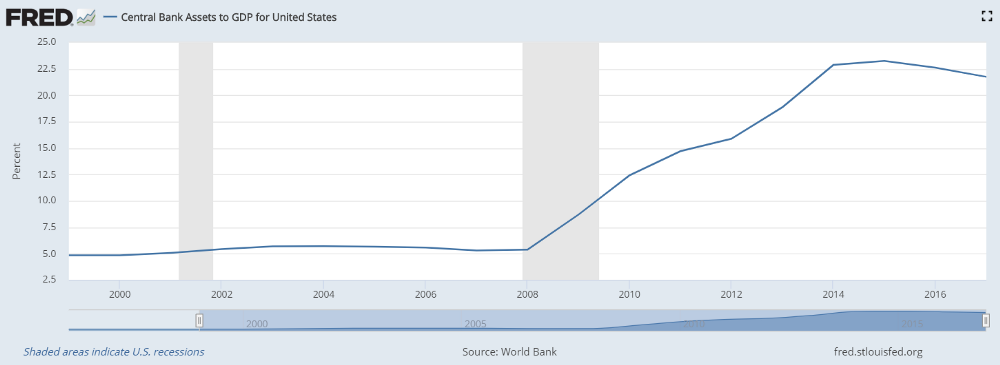 FRED
Central Bank Assets to GDP for United States
25.0
22.5
20.0
17.5
15.0
12.5
10.0
7.5
5.0
2.5
Percent
2000 2002 2004 2006 2008 2010 2012 2014 2016
2000 2005 2010 2015
Shaded areas indicate U.S. recessions
Source: World Bank
fred.stlouisfed.org